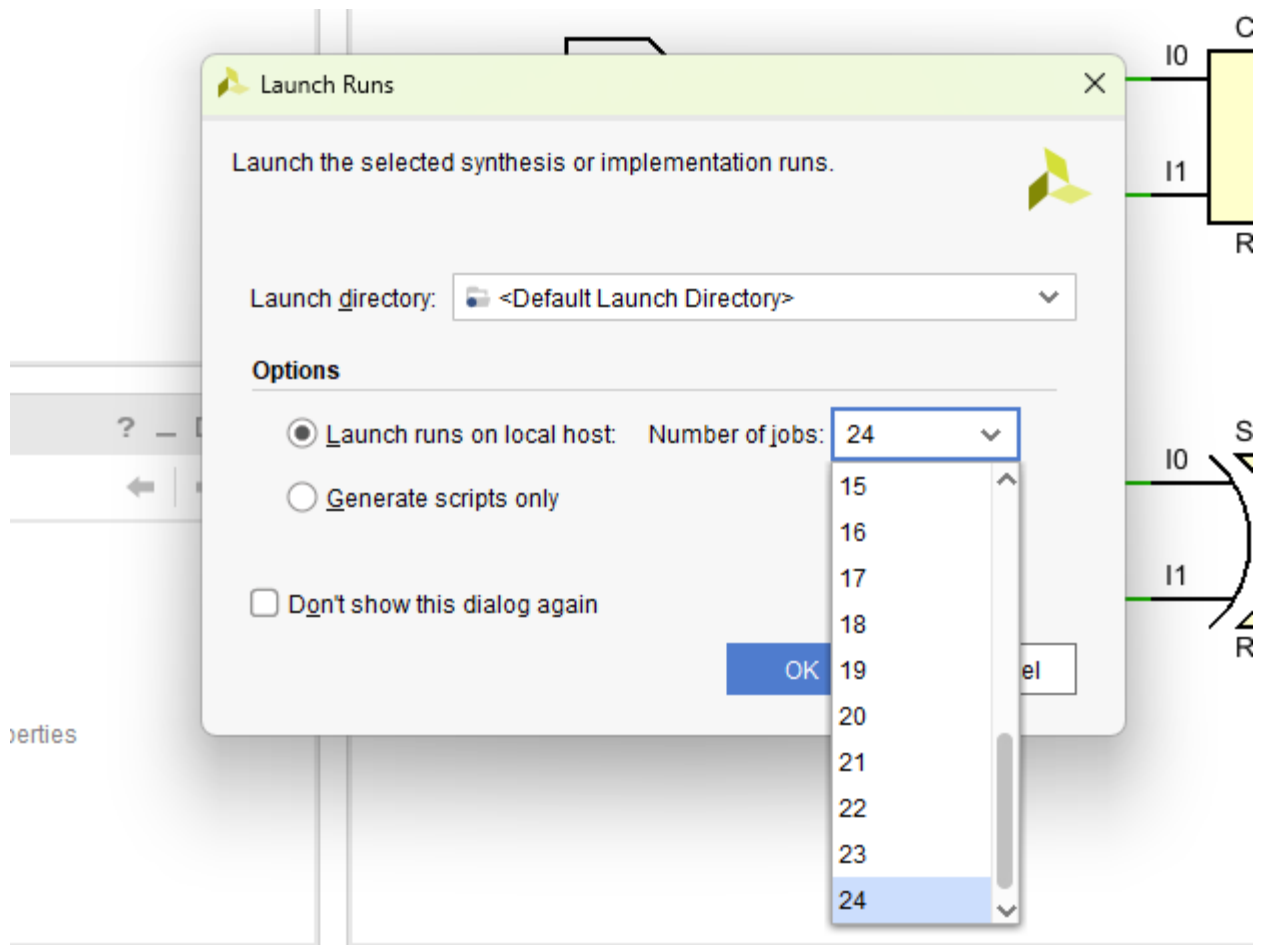 C
I0
Launch Runs
Launch the selected synthesis or implementation runs.
I1
R
Launch directory: <Default Launch Directory>
Options
? _
Launch runs on local host: Number of jobs: 24
S
I0
15
Generate scripts only
16
17
I1
Don't show this dialog again
18
R
OK
19
el
20
perties
21
22
23
24